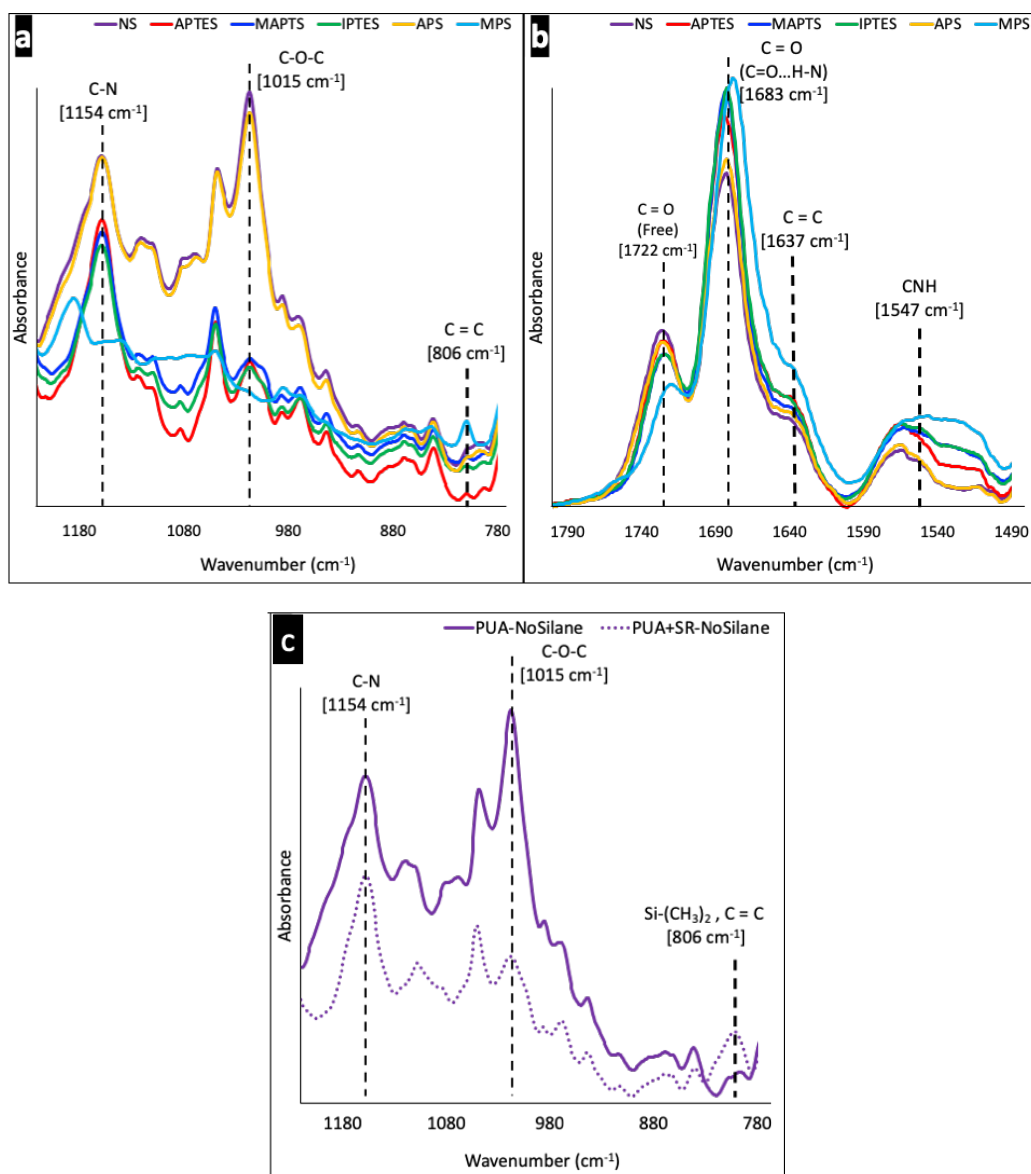 a
NS APTES MAPTS IPTES APS MPS
C-N
[1154 cm⁻¹]
C-O-C
[1015 cm⁻¹]
C = C
[806 cm⁻¹]
Absorbance
1180 1080 980 880 780
Wavenumber (cm⁻¹)
b
NS APTES MAPTS IPTES APS MPS
C = O
(C=O...H-N)
[1683 cm⁻¹]
C = O
(Free)
[1722 cm⁻¹]
C = C
[1637 cm⁻¹]
CNH
[1547 cm⁻¹]
Absorbance
1790 1740 1690 1640 1590 1540 1490
Wavenumber (cm⁻¹)
c
PUA-NoSilane PUA+SR-NoSilane
C-N
[1154 cm⁻¹]
C-O-C
[1015 cm⁻¹]
Si-(CH₃)₂ , C = C
[806 cm⁻¹]
Absorbance
1180 1080 980 880 780
Wavenumber (cm⁻¹)